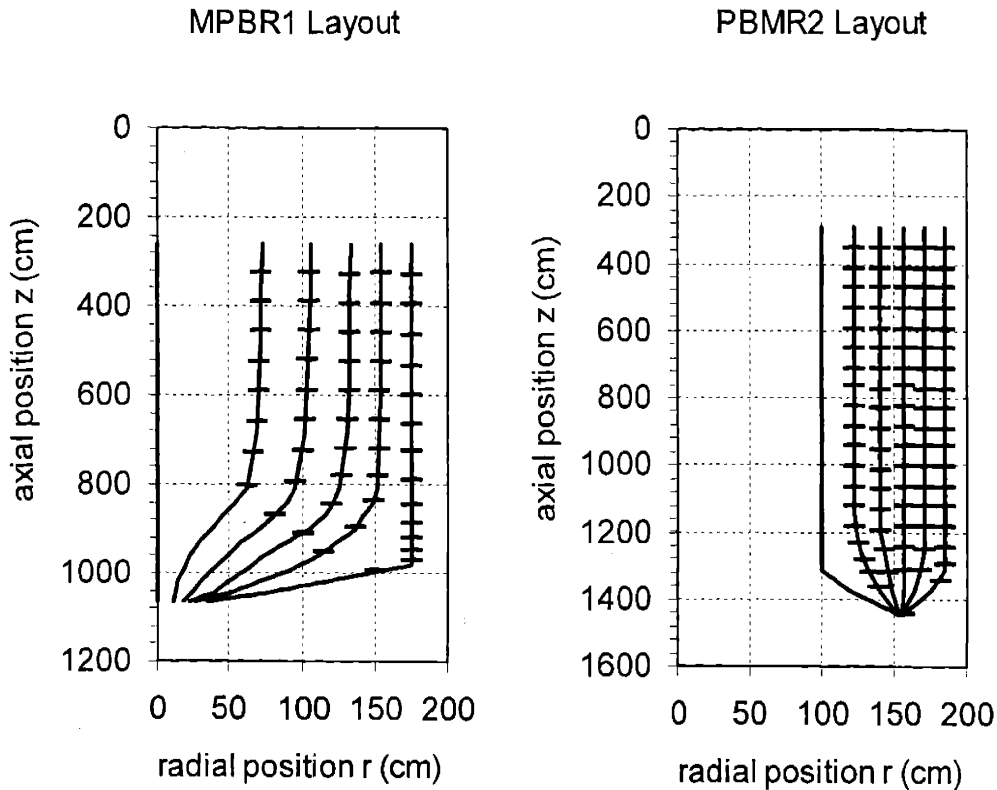 MPBR1 Layout
PBMR2 Layout
axial position z (cm)
0
200
400
600
800
1000
1200
0 50 100 150 200
radial position r (cm)
axial position z (cm)
0
200
400
600
800
1000
1200
1400
1600
0 50 100 150 200
radial position r (cm)